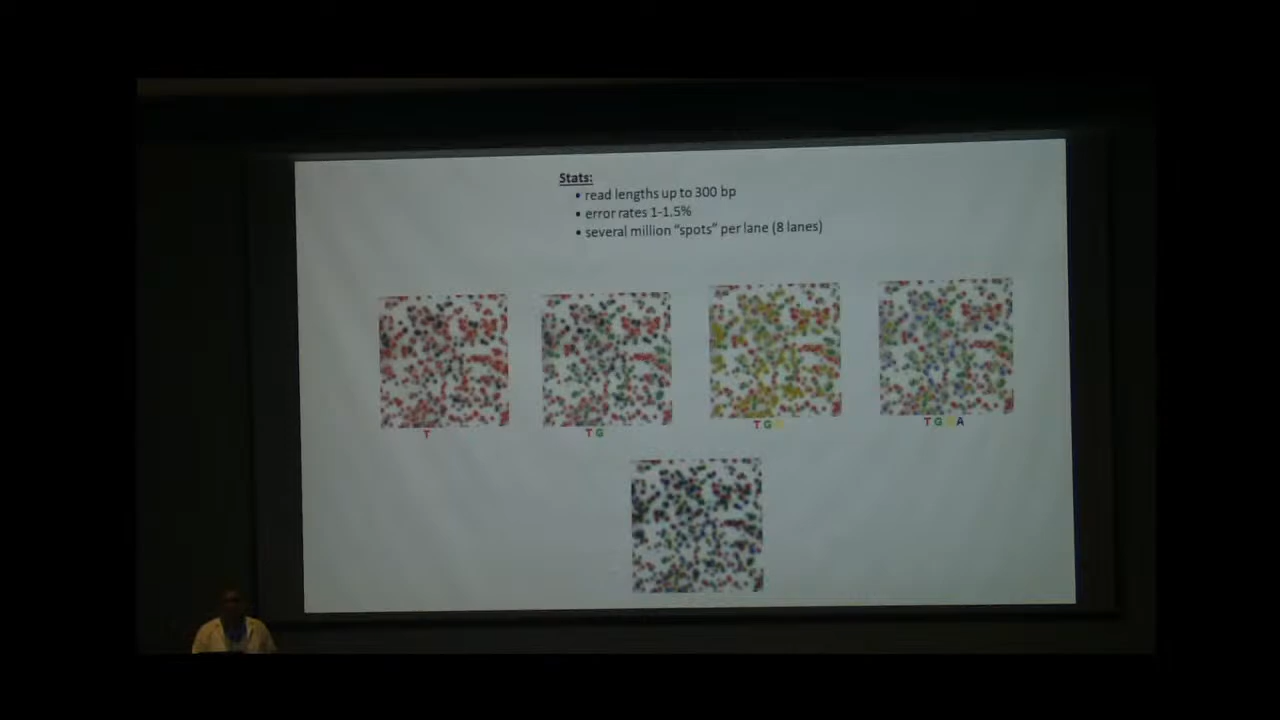 Stats:
• read lengths up to 300 bp
• error rates 1-1.5%
• several million “spots” per lane (8 lanes)
T
T G
T G
T G A